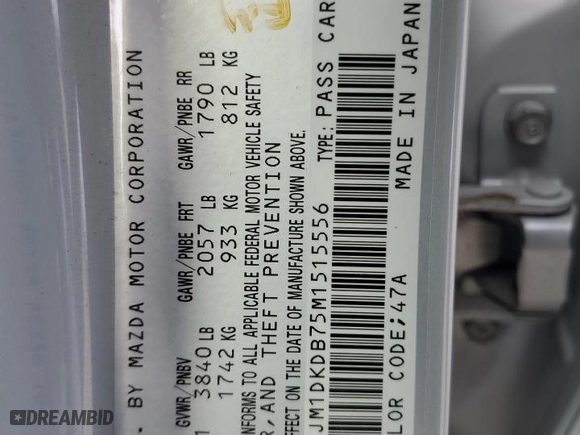 . BY MAZDA MOTOR CORPORATION
GVWR/PNBV GAWR/PNBE FRT GAWR/PNBE RR
1 3840 LB 2057 LB 1790 LB
1742 KG 933 KG 812 KG
NFORMS TO ALL APPLICABLE FEDERAL MOTOR VEHICLE SAFETY
R, AND THEFT PREVENTION
EFFECT ON THE DATE OF MANUFACTURE SHOWN ABOVE.
JM1DKDB75M1515556 TYPE: PASS CAR
LOR CODE;47A MADE IN JAPAN
DREAMBID